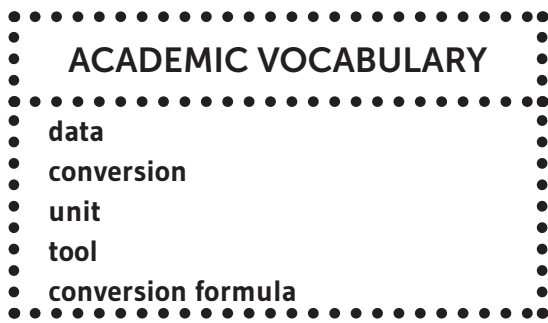 ACADEMIC VOCABULARY
data
conversion
unit
tool
conversion formula